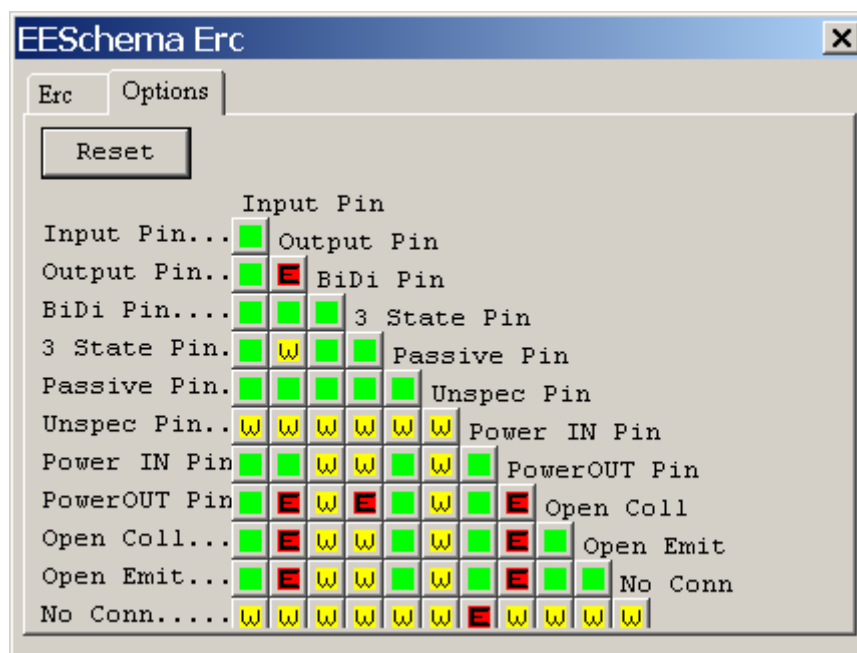 EESchema Erc
Erc Options
Reset
Input Pin
Input Pin... Output Pin
Output Pin.. E BiDi Pin
BiDi Pin.... 3 State Pin
3 State Pin. W Passive Pin
Passive Pin. Unspec Pin
Unspec Pin.. W W W W W W Power IN Pin
Power IN Pin W W W PowerOUT Pin
PowerOUT Pin E W E W E Open Coll
Open Coll... E W W W E Open Emit
Open Emit... E W W W E No Conn
No Conn..... W W W W W W E W W W W